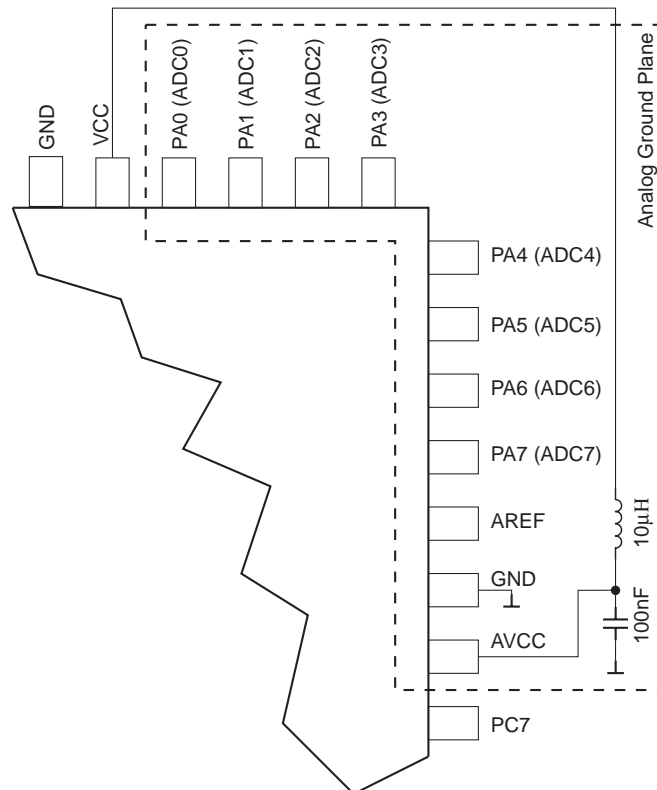 GND
VCC
PA0 (ADC0)
PA1 (ADC1)
PA2 (ADC2)
PA3 (ADC3)
Analog Ground Plane
PA4 (ADC4)
PA5 (ADC5)
PA6 (ADC6)
PA7 (ADC7)
AREF
10μH
GND
100nF
AVCC
PC7